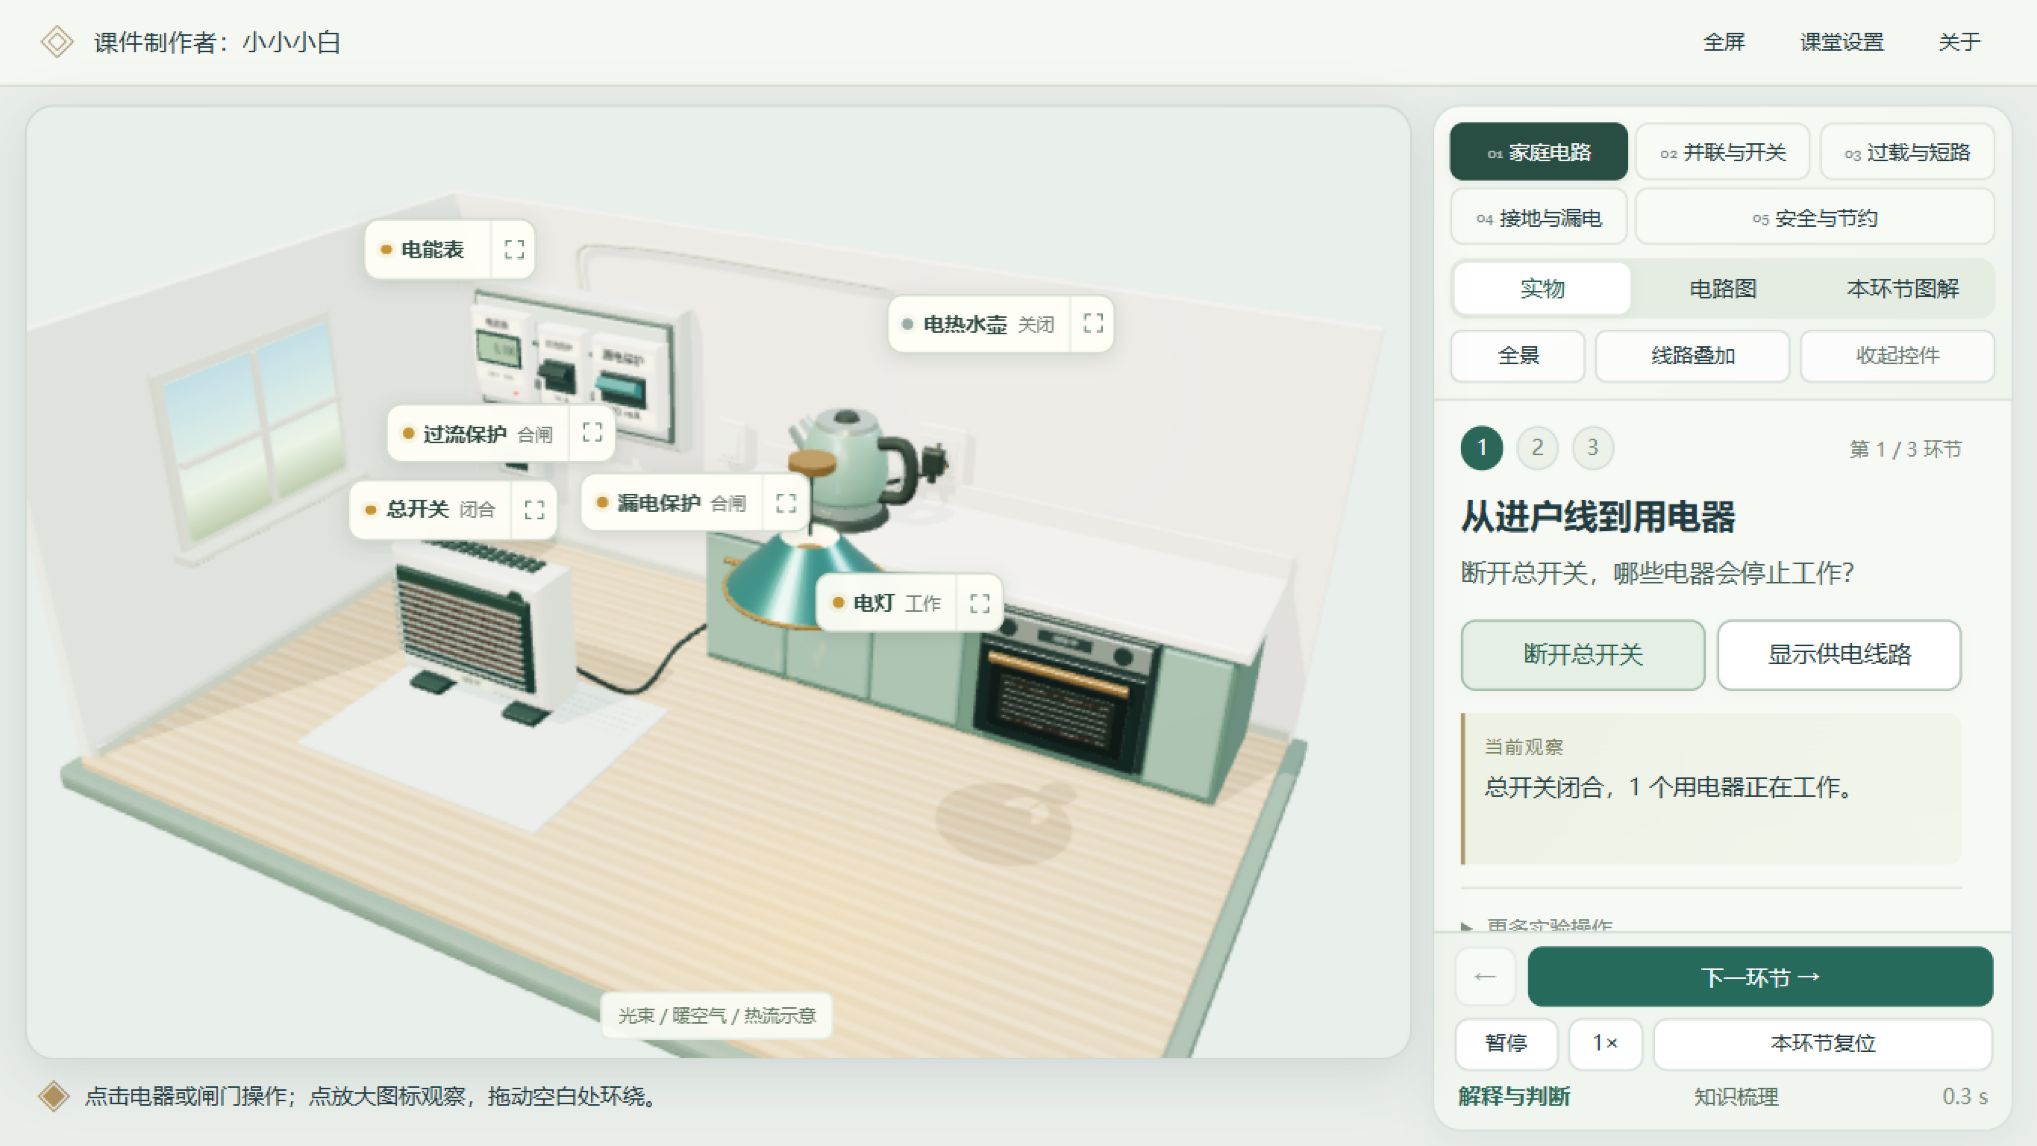 课件制作者：小小小白
全屏
课堂设置
关于
电能表
电热水壶 关闭
过流保护 合闸
总开关 闭合
漏电保护 合闸
电灯 工作
光束 / 暖空气 / 热流示意
点击电器或闸门操作；点放大图标观察，拖动空白处环绕。
01 家庭电路
02 并联与开关
03 过载与短路
04 接地与漏电
05 安全与节约
实物
电路图
本环节图解
全景
线路叠加
收起控件
1
2
3
第 1 / 3 环节
从进户线到用电器
断开总开关，哪些电器会停止工作？
断开总开关
显示供电线路
当前观察
总开关闭合，1 个用电器正在工作。
更多实验操作
←
下一环节 →
暂停
1×
本环节复位
解释与判断
知识梳理
0.3 s